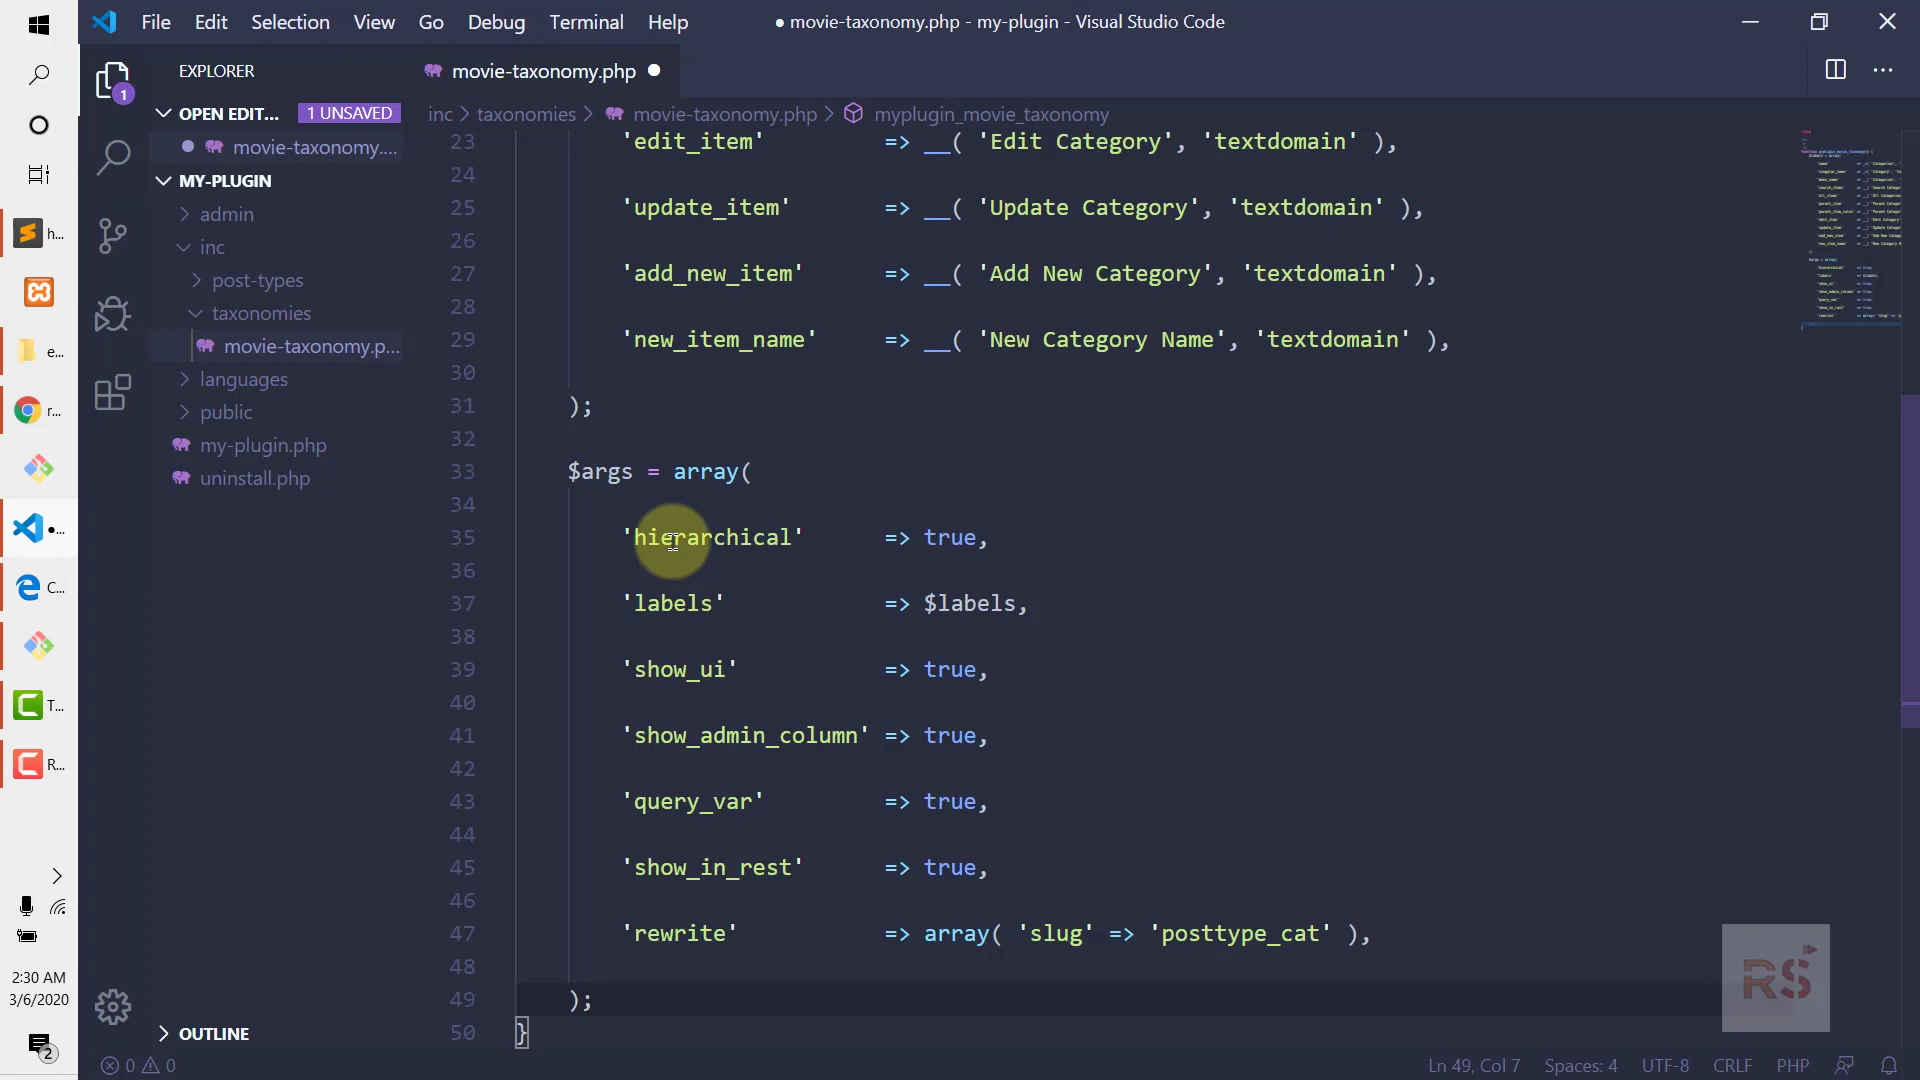 File Edit Selection View Go Debug Terminal Help
● movie-taxonomy.php - my-plugin - Visual Studio Code
EXPLORER
OPEN EDIT... 1 UNSAVED
movie-taxonomy....
MY-PLUGIN
admin
inc
post-types
taxonomies
movie-taxonomy.p...
languages
public
my-plugin.php
uninstall.php
OUTLINE
movie-taxonomy.php
inc > taxonomies > movie-taxonomy.php > myplugin_movie_taxonomy
23 'edit_item' => __( 'Edit Category', 'textdomain' ),
24
25 'update_item' => __( 'Update Category', 'textdomain' ),
26
27 'add_new_item' => __( 'Add New Category', 'textdomain' ),
28
29 'new_item_name' => __( 'New Category Name', 'textdomain' ),
30
31 );
32
33 $args = array(
34
35 'hierarchical' => true,
36
37 'labels' => $labels,
38
39 'show_ui' => true,
40
41 'show_admin_column' => true,
42
43 'query_var' => true,
44
45 'show_in_rest' => true,
46
47 'rewrite' => array( 'slug' => 'posttype_cat' ),
48
49 );
50 }
h...
e...
r...
●...
C...
T...
R...
2:30 AM
3/6/2020
2
1
RS
0 0
Ln 49, Col 7 Spaces: 4 UTF-8 CRLF PHP